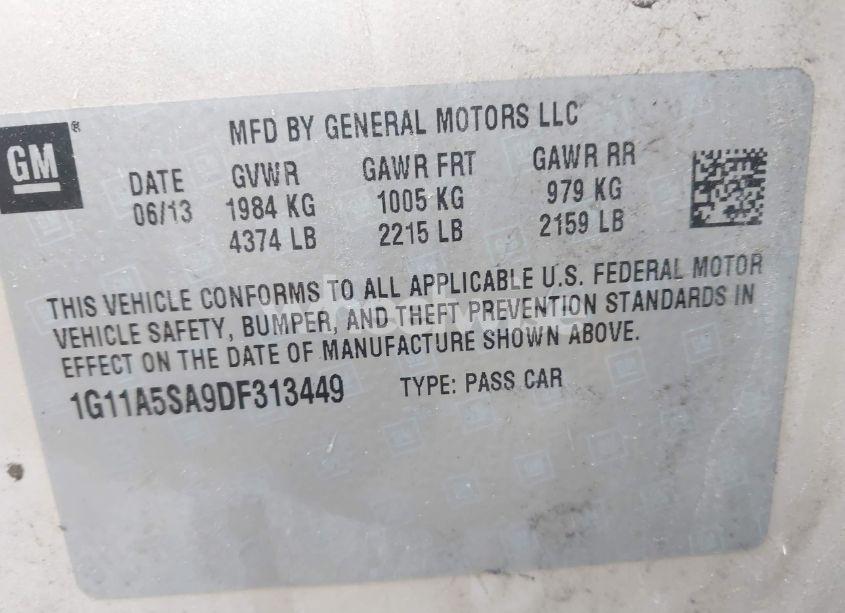 MFD BY GENERAL MOTORS LLC
GM ®
DATE GVWR GAWR FRT GAWR RR
06/13 1984 KG 1005 KG 979 KG
4374 LB 2215 LB 2159 LB
THIS VEHICLE CONFORMS TO ALL APPLICABLE U.S. FEDERAL MOTOR
VEHICLE SAFETY, BUMPER, AND THEFT PREVENTION STANDARDS IN
EFFECT ON THE DATE OF MANUFACTURE SHOWN ABOVE.
1G11A5SA9DF313449 TYPE: PASS CAR